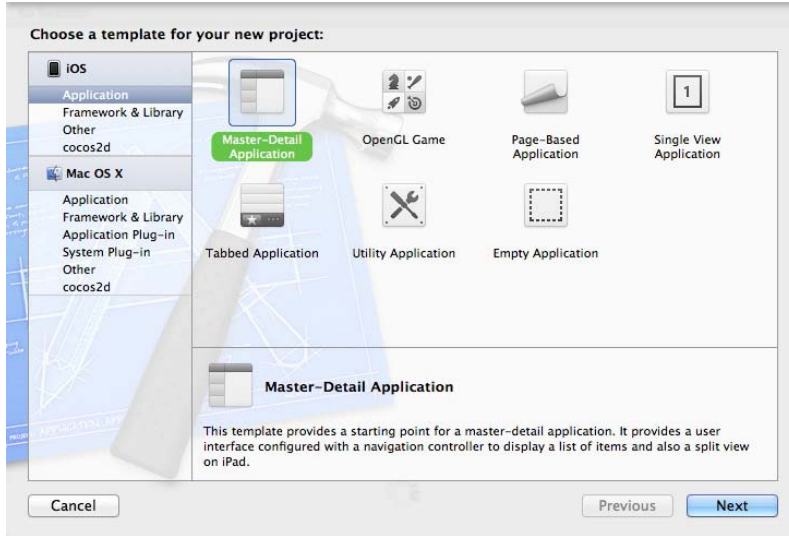 Choose a template for your new project:
iOS
Application
Framework & Library
Other
cocos2d
Mac OS X
Application
Framework & Library
Application Plug-in
System Plug-in
Other
cocos2d
Master-Detail
Application
OpenGL Game
Page-Based
Application
1
Single View
Application
Tabbed Application
Utility Application
Empty Application
Master-Detail Application
This template provides a starting point for a master-detail application. It provides a user
interface configured with a navigation controller to display a list of items and also a split view
on iPad.
Cancel
Previous
Next